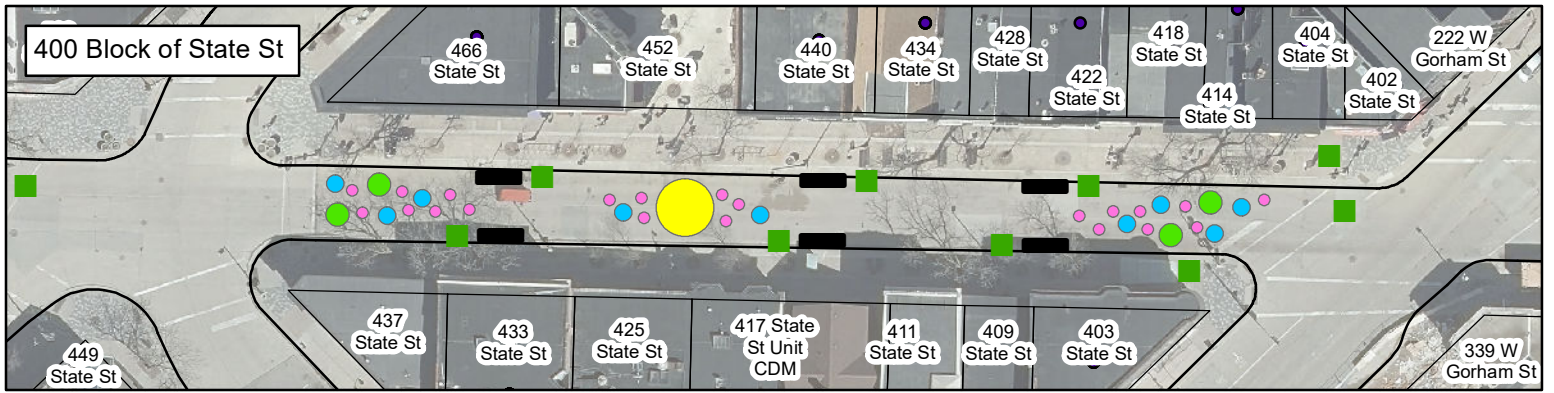 400 Block of State St
466
State St
452
State St
440
State St
434
State St
428
State St
422
State St
418
State St
414
State St
404
State St
402
State St
222 W
Gorham St
437
State St
433
State St
425
State St
417 State
St Unit
CDM
411
State St
409
State St
403
State St
449
State St
339 W
Gorham St